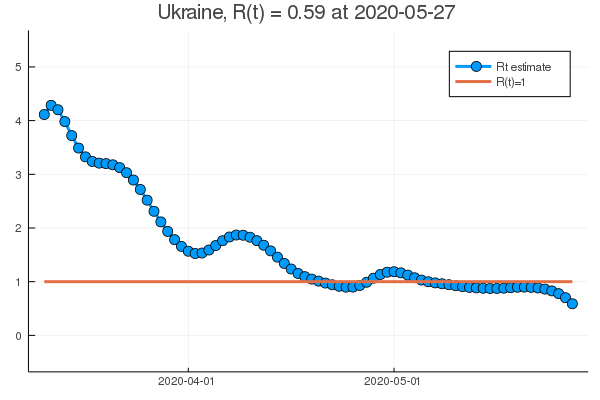 Ukraine, R(t) = 0.59 at 2020-05-27
5
4
3
2
1
0
Rt estimate
R(t)=1
2020-04-01
2020-05-01